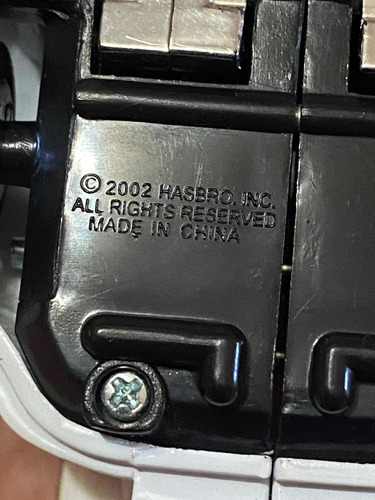 © 2002 HASBRO, INC.
ALL RIGHTS RESERVED
MADE IN CHINA